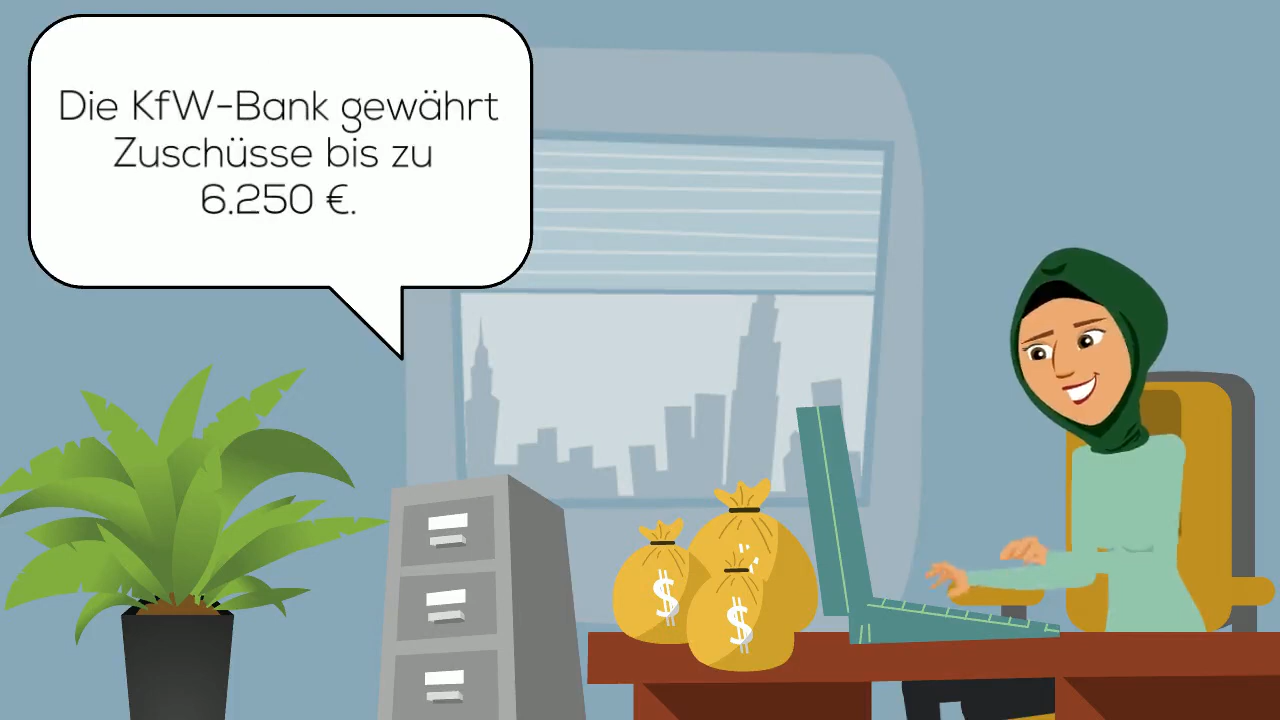 Die KfW-Bank gewährt
Zuschüsse bis zu
6.250 €.
$
$